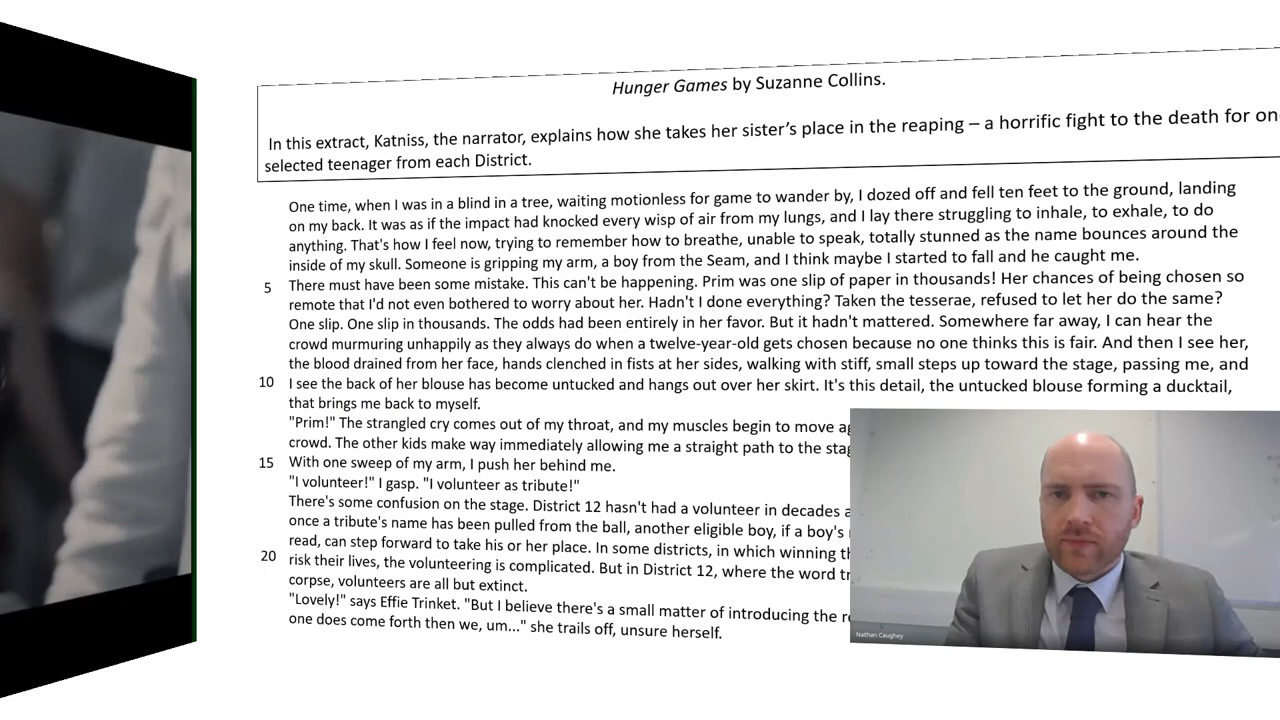 Hunger Games by Suzanne Collins.
In this extract, Katniss, the narrator, explains how she takes her sister's place in the reaping – a horrific fight to the death for
selected teenager from each District.
One time, when I was in a blind in a tree, waiting motionless for game to wander by, I dozed off and fell ten feet to the ground, landing
on my back. It was as if the impact had knocked every wisp of air from my lungs, and I lay there struggling to inhale, to exhale, to do
anything. That's how I feel now, trying to remember how to breathe, unable to speak, totally stunned as the name bounces around the
inside of my skull. Someone is gripping my arm, a boy from the Seam, and I think maybe I started to fall and he caught me.
5 There must have been some mistake. This can't be happening. Prim was one slip of paper in thousands! Her chances of being chosen so
remote that I'd not even bothered to worry about her. Hadn't I done everything? Taken the tesserae, refused to let her do the same?
One slip. One slip in thousands. The odds had been entirely in her favor. But it hadn't mattered. Somewhere far away, I can hear the
crowd murmuring unhappily as they always do when a twelve-year-old gets chosen because no one thinks this is fair. And then I see her,
the blood drained from her face, hands clenched in fists at her sides, walking with stiff, small steps up toward the stage, passing me, and
10 I see the back of her blouse has become untucked and hangs out over her skirt. It's this detail, the untucked blouse forming a ducktail,
that brings me back to myself.
"Prim!" The strangled cry comes out of my throat, and my muscles begin to move
crowd. The other kids make way immediately allowing me a straight path to the
15 With one sweep of my arm, I push her behind me.
"I volunteer!" I gasp. "I volunteer as tribute!"
There's some confusion on the stage. District 12 hasn't had a volunteer in decades
once a tribute's name has been pulled from the ball, another eligible boy, if a boy's
read, can step forward to take his or her place. In some districts, in which winning
20 risk their lives, the volunteering is complicated. But in District 12, where the word
corpse, volunteers are all but extinct.
"Lovely!" says Effie Trinket. "But I believe there's a small matter of introducing the
one does come forth then we, um..." she trails off, unsure herself.
Nathan Caughey